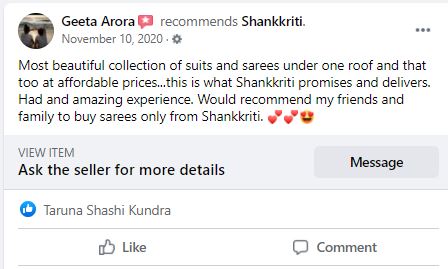 Geeta Arora recommends Shankkriti.
November 10, 2020 ·
Most beautiful collection of suits and sarees under one roof and that
too at affordable prices...this is what Shankkriti promises and delivers.
Had and amazing experience. Would recommend my friends and
family to buy sarees only from Shankkriti. 💕💕😍
VIEW ITEM
Ask the seller for more details
Message
Taruna Shashi Kundra
Like
Comment